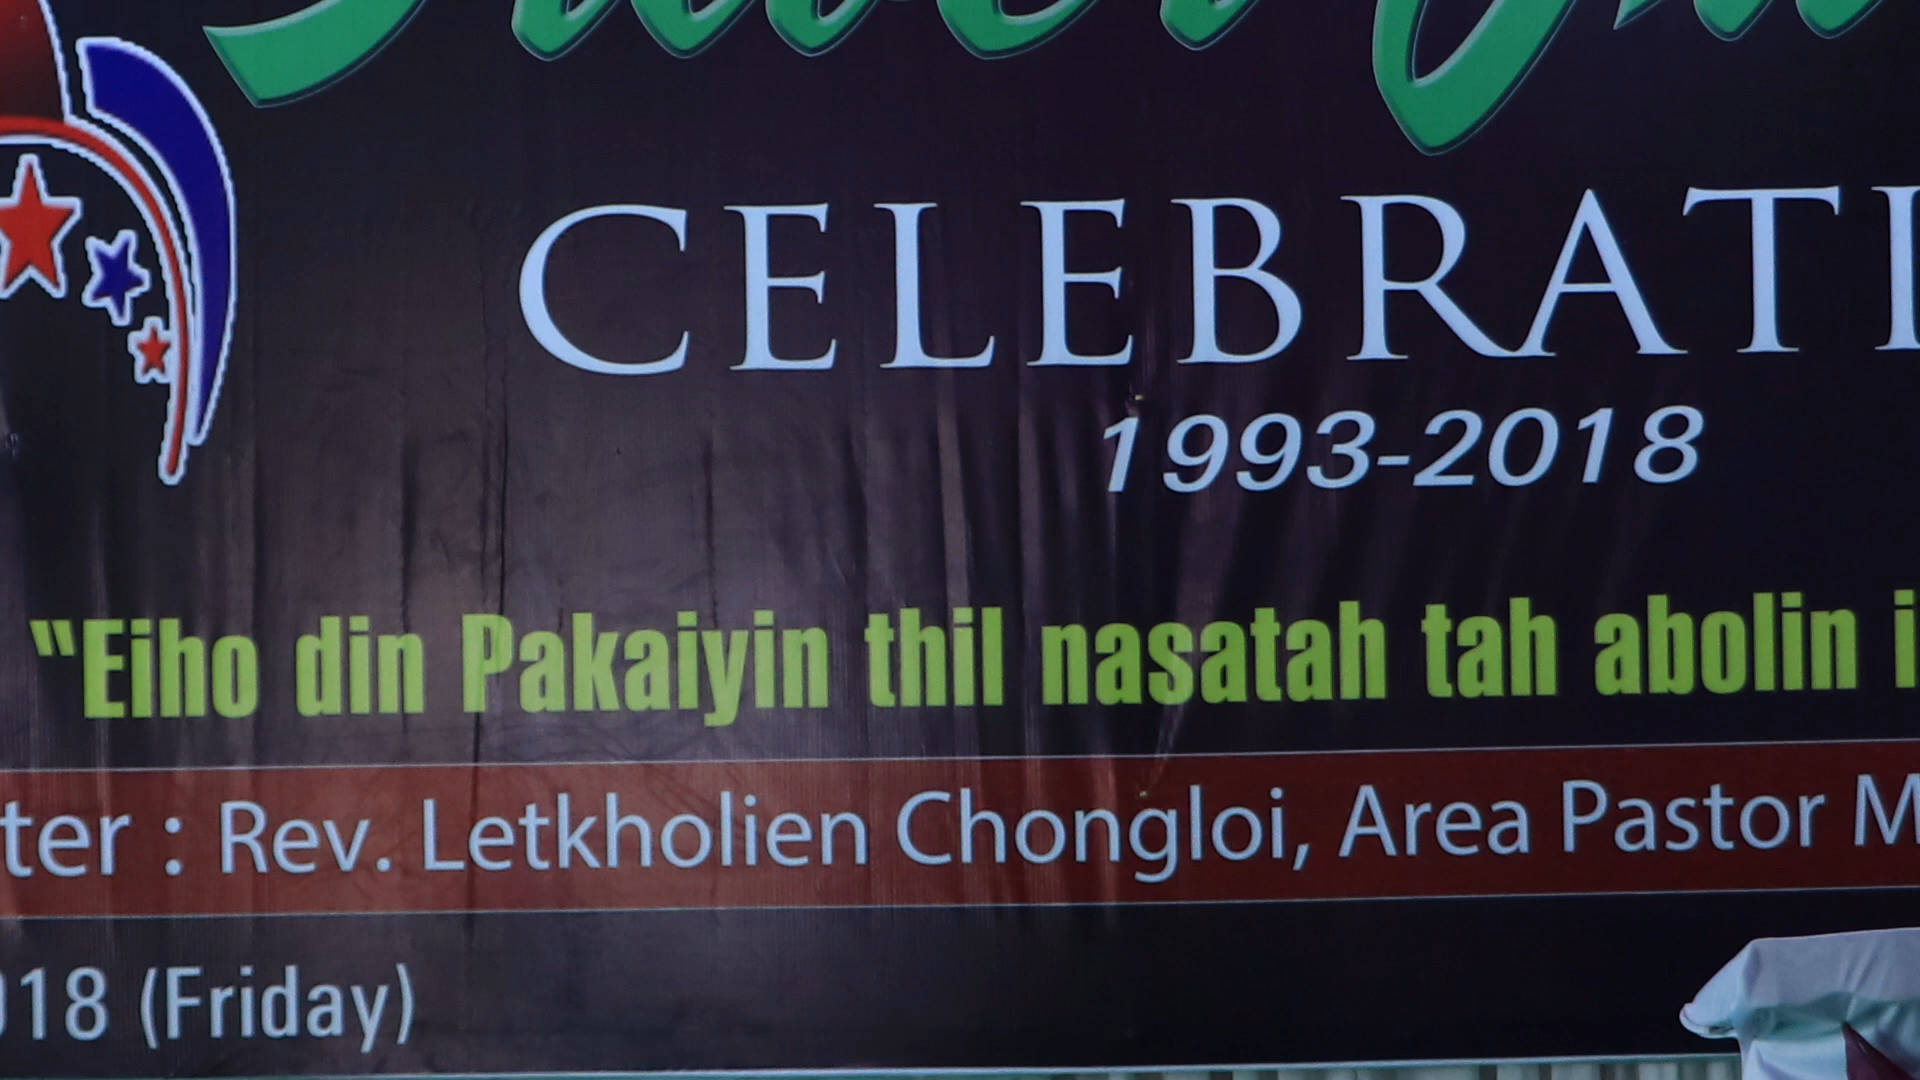 CELEBRATI
1993-2018
“Eiho din Pakaiyin thil nasatah tah abolin i
ter : Rev. Letkholien Chongloi, Area Pastor M
018 (Friday)